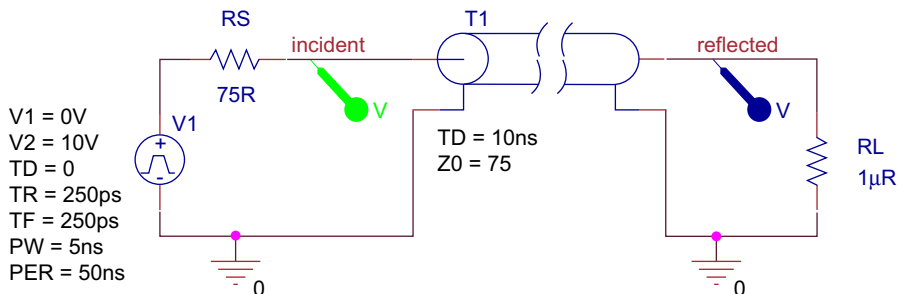 RS
T1
incident
reflected
75R
V
V
V1 = 0V
V2 = 10V
TD = 0
TR = 250ps
TF = 250ps
PW = 5ns
PER = 50ns
V1
+
-
TD = 10ns
Z0 = 75
RL
1μR
0
0